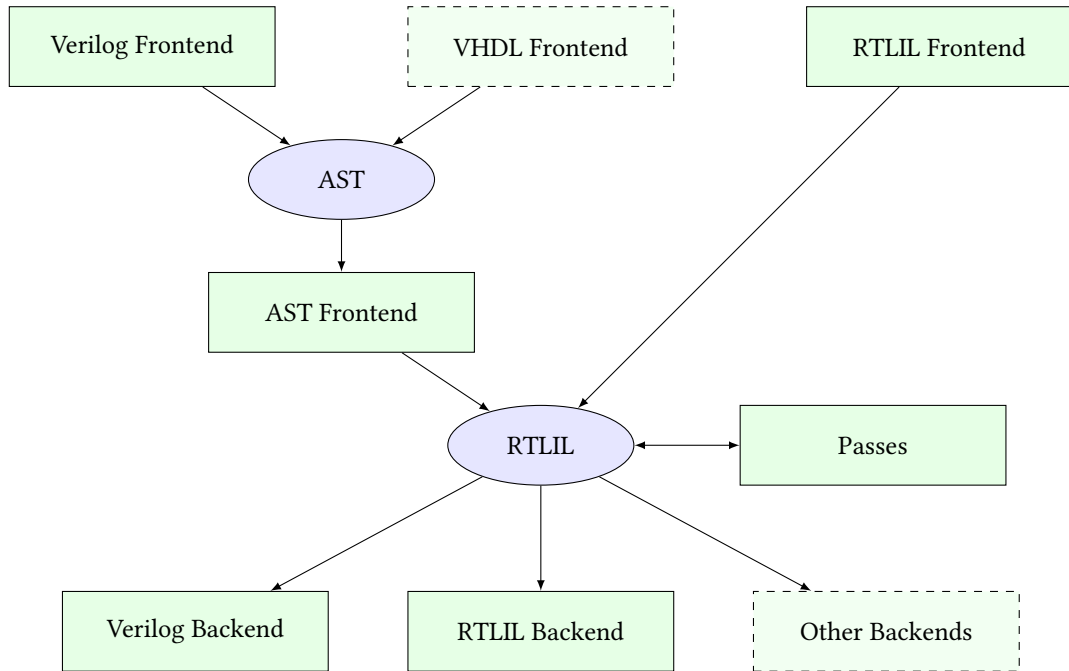 Verilog Frontend
VHDL Frontend
RTLIL Frontend
AST
AST Frontend
RTLIL
Passes
Verilog Backend
RTLIL Backend
Other Backends